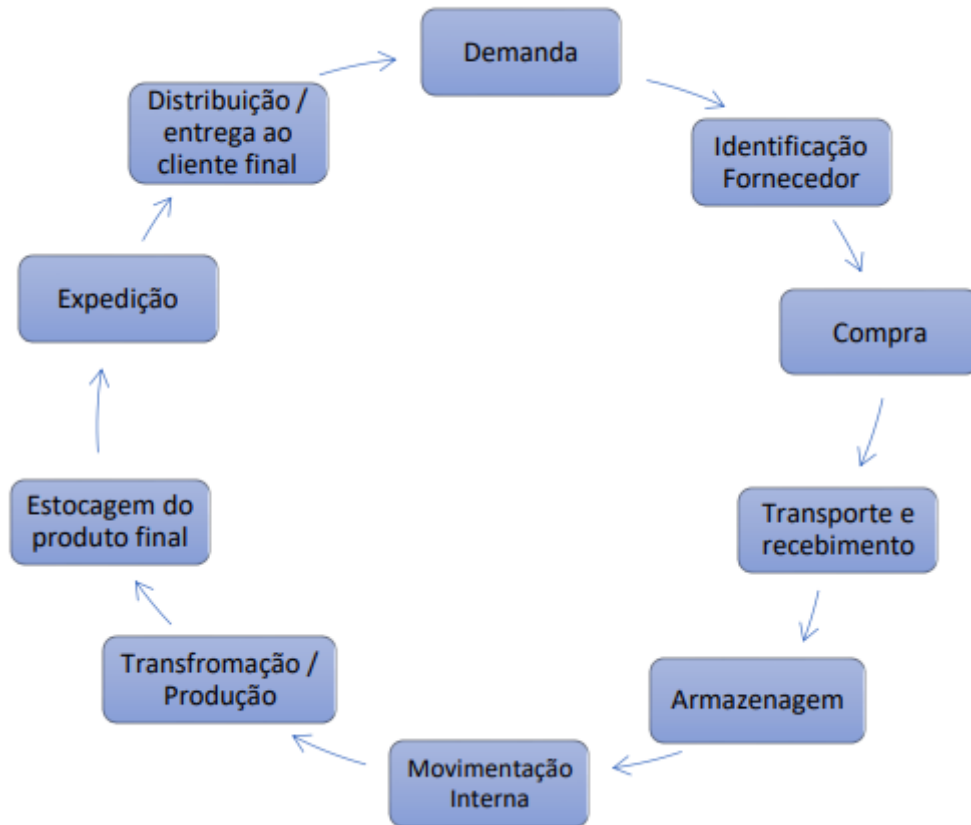 Demanda
Identificação
Fornecedor
Compra
Transporte e
recebimento
Armazenagem
Movimentação
Interna
Transfromação /
Produção
Estocagem do
produto final
Expedição
Distribuição /
entrega ao
cliente final